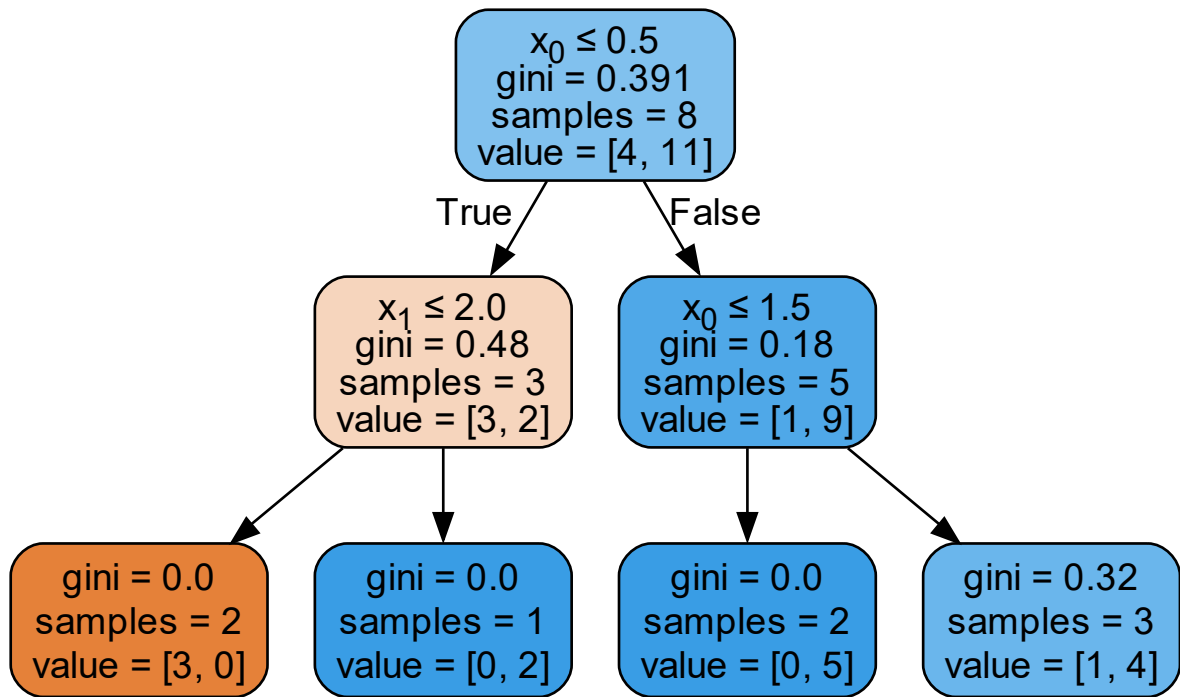 x₀ ≤ 0.5
gini = 0.391
samples = 8
value = [4, 11]
True
False
x₁ ≤ 2.0
gini = 0.48
samples = 3
value = [3, 2]
x₀ ≤ 1.5
gini = 0.18
samples = 5
value = [1, 9]
gini = 0.0
samples = 2
value = [3, 0]
gini = 0.0
samples = 1
value = [0, 2]
gini = 0.0
samples = 2
value = [0, 5]
gini = 0.32
samples = 3
value = [1, 4]